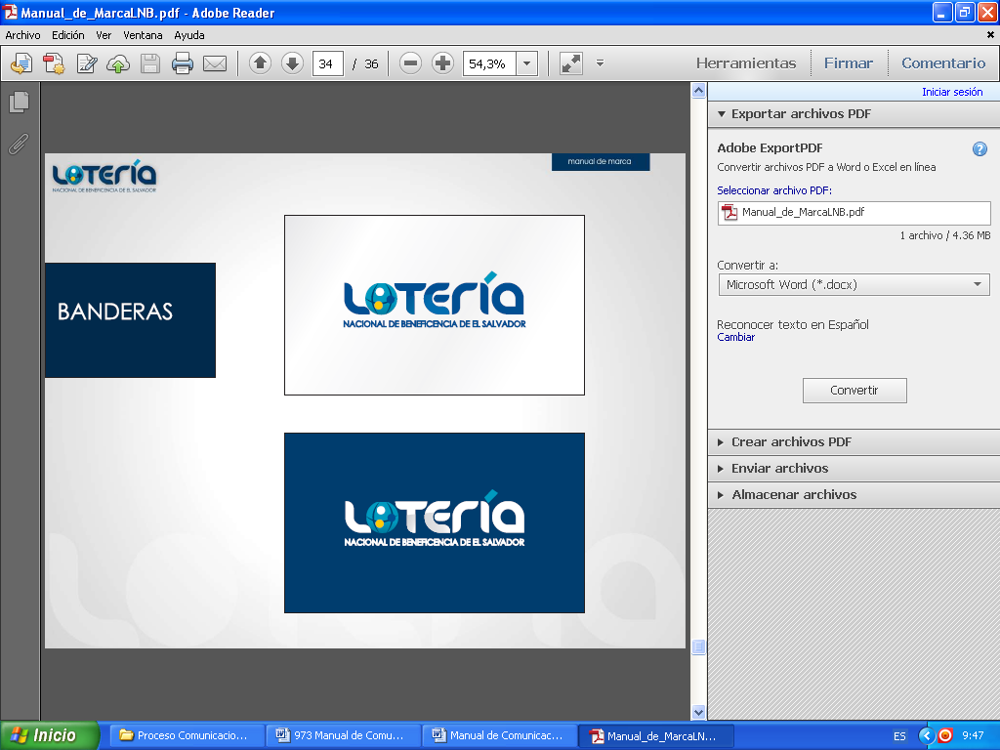 Manual_de_MarcaLNB.pdf - Adobe Reader
Archivo Edición Ver Ventana Ayuda
34 / 36 54,3% Herramientas Firmar Comentario
Iniciar sesión
Exportar archivos PDF
Adobe ExportPDF
Convertir archivos PDF a Word o Excel en línea
Seleccionar archivo PDF:
Manual_de_MarcaLNB.pdf
1 archivo / 4.36 MB
Convertir a:
Microsoft Word (*.docx)
Reconocer texto en Español
Cambiar
Convertir
Crear archivos PDF
Enviar archivos
Almacenar archivos
LOTERÍA
NACIONAL DE BENEFICENCIA DE EL SALVADOR
manual de marca
BANDERAS
LOTERÍA
NACIONAL DE BENEFICENCIA DE EL SALVADOR
LOTERÍA
NACIONAL DE BENEFICENCIA DE EL SALVADOR
LOTERÍA
Inicio Proceso Comunicacio... 973 Manual de Comu... Manual de Comunicac... Manual_de_MarcaLN... ES 9:47